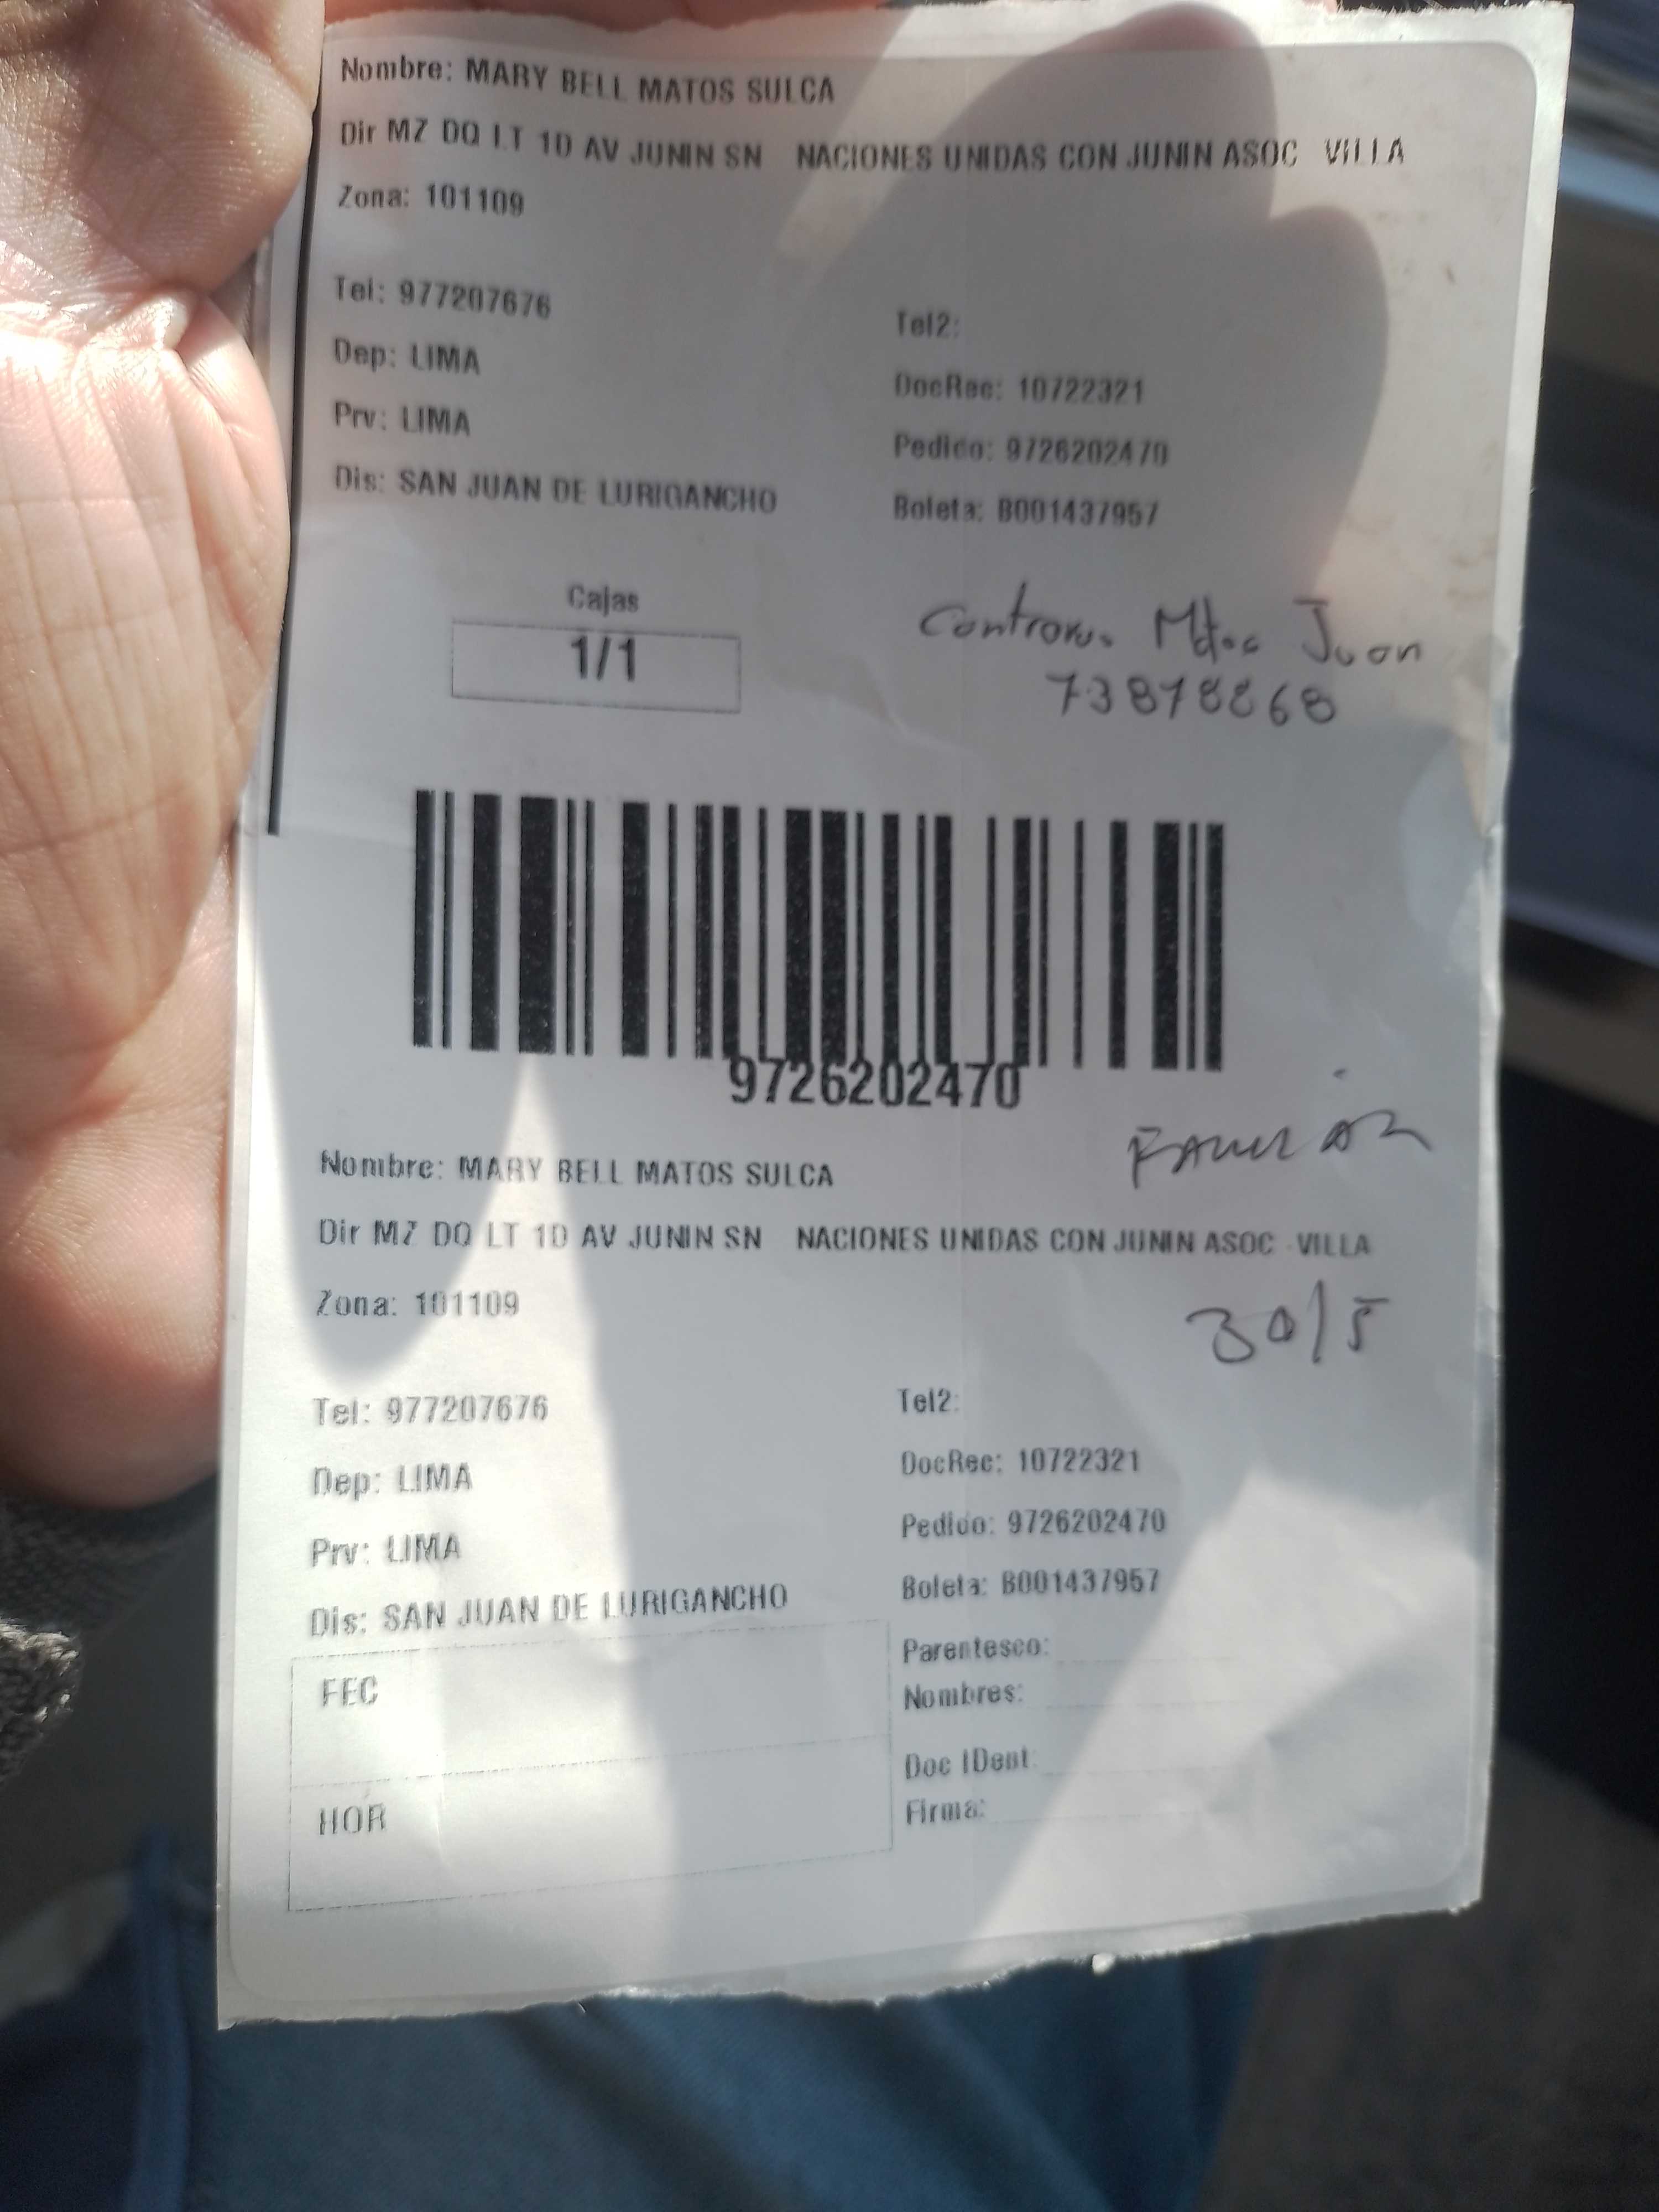 Nombre: MARY BELL MATOS SULCA
Dir MZ DQ LT 1D AV JUNIN SN NACIONES UNIDAS CON JUNIN ASOC VILLA
Zona: 101109
Tel: 977207676
Tel2:
Dep: LIMA
DocRec: 10722321
Prv: LIMA
Pedido: 9726202470
Dis: SAN JUAN DE LURIGANCHO
Boleta: B001437957
Cajas
1/1
Matos Juan
73878868
9726202470
FAMILIAR
Nombre: MARY BELL MATOS SULCA
Dir MZ DQ LT 1D AV JUNIN SN NACIONES UNIDAS CON JUNIN ASOC VILLA
Zona: 101109
30/5
Tel: 977207676
Tel2:
Dep: LIMA
DocRec: 10722321
Prv: LIMA
Pedido: 9726202470
Dis: SAN JUAN DE LURIGANCHO
Boleta: B001437957
Parentesco:
FEC
Nombres:
Doc IDent:
HOR
Firma: